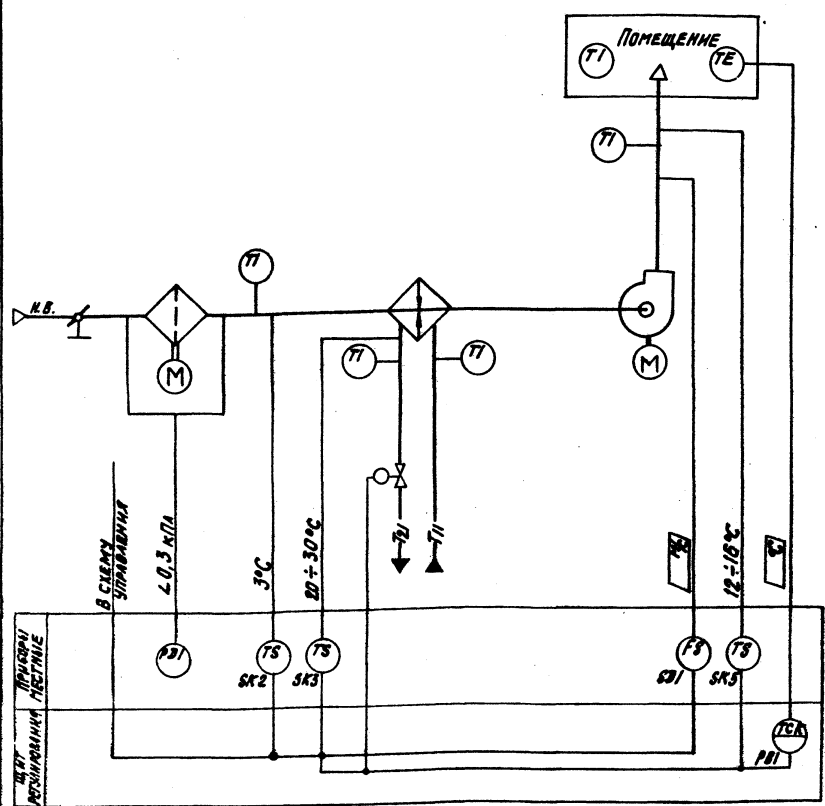 ПОМЕЩЕНИЕ
TI
TE
TI
TI
Н.В.
M
TI
TI
M
В СХЕМУ
УПРАВЛЕНИЯ
<0,3 кПа
3°C
20÷30°C
T21
T11
12÷16°C
°C
ПРИБОРЫ
МЕСТНЫЕ
PDI
TS
SK2
TS
SK3
FS
SD1
TS
SK5
ЩИТ
РЕГУЛИРОВАНИЯ
TCK
PB1